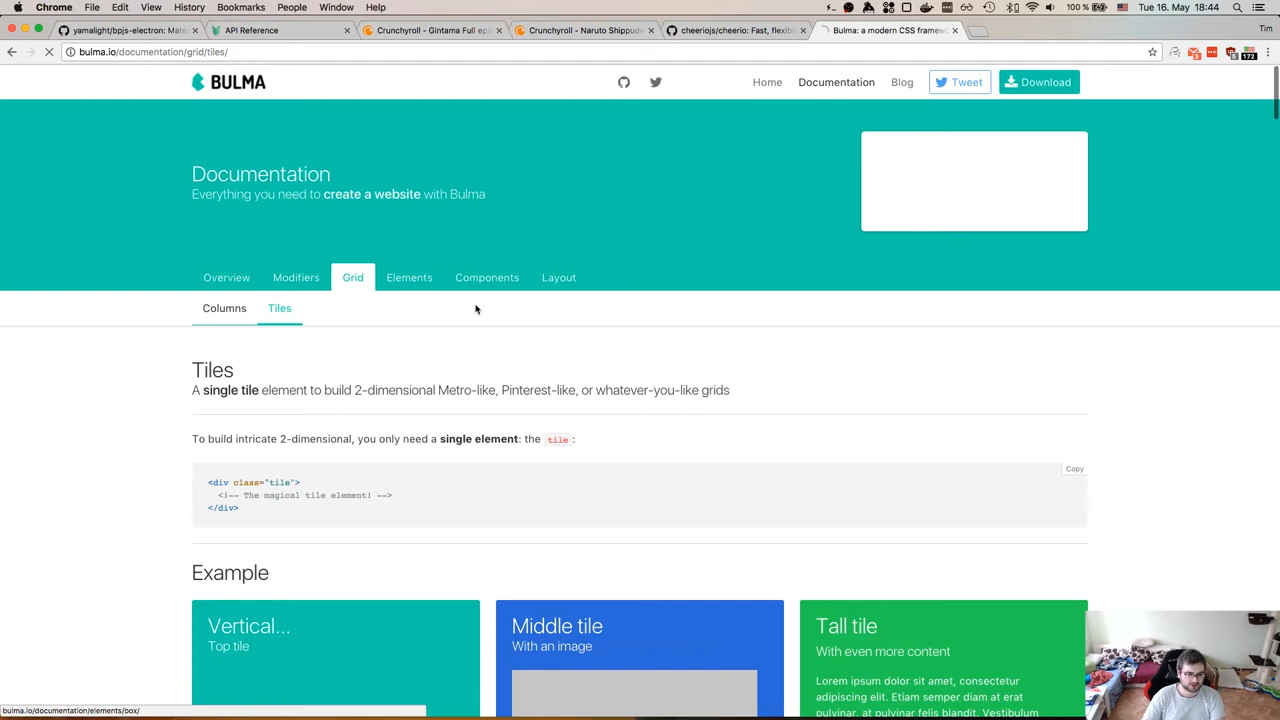 Chrome File Edit View History Bookmarks People Window Help
100% Tue 16. May 18:44
yamalight/bpjs-electron: Mate
API Reference
Crunchyroll - Gintama Full epi
Crunchyroll - Naruto Shippude
cheeriojs/cheerio: Fast, flexib
Bulma: a modern CSS framew
Tim
bulma.io/documentation/grid/tiles/
172
BULMA
Home Documentation Blog Tweet Download
Documentation
Everything you need to create a website with Bulma
Overview Modifiers Grid Elements Components Layout
Columns Tiles
Tiles
A single tile element to build 2-dimensional Metro-like, Pinterest-like, or whatever-you-like grids
To build intricate 2-dimensional, you only need a single element: the tile :
Copy
<div class="tile">
<!-- The magical tile element! -->
</div>
Example
Vertical...
Top tile
Middle tile
With an image
Tall tile
With even more content
Lorem ipsum dolor sit amet, consectetur
adipiscing elit. Etiam semper diam at erat
pulvinar, at pulvinar felis blandit. Vestibulum
bulma.io/documentation/elements/box/